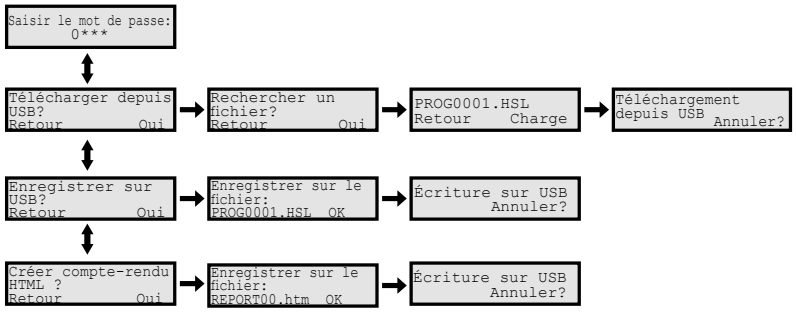 Saisir le mot de passe:
0***
Télécharger depuis
USB?
Retour Oui
Rechercher un
fichier?
Retour Oui
PROG0001.HSL
Retour Charge
Téléchargement
depuis USB
Annuler?
Enregistrer sur
USB?
Retour Oui
Enregistrer sur le
fichier:
PROG0001.HSL OK
Écriture sur USB
Annuler?
Créer compte-rendu
HTML ?
Retour Oui
Enregistrer sur le
fichier:
REPORT00.htm OK
Écriture sur USB
Annuler?